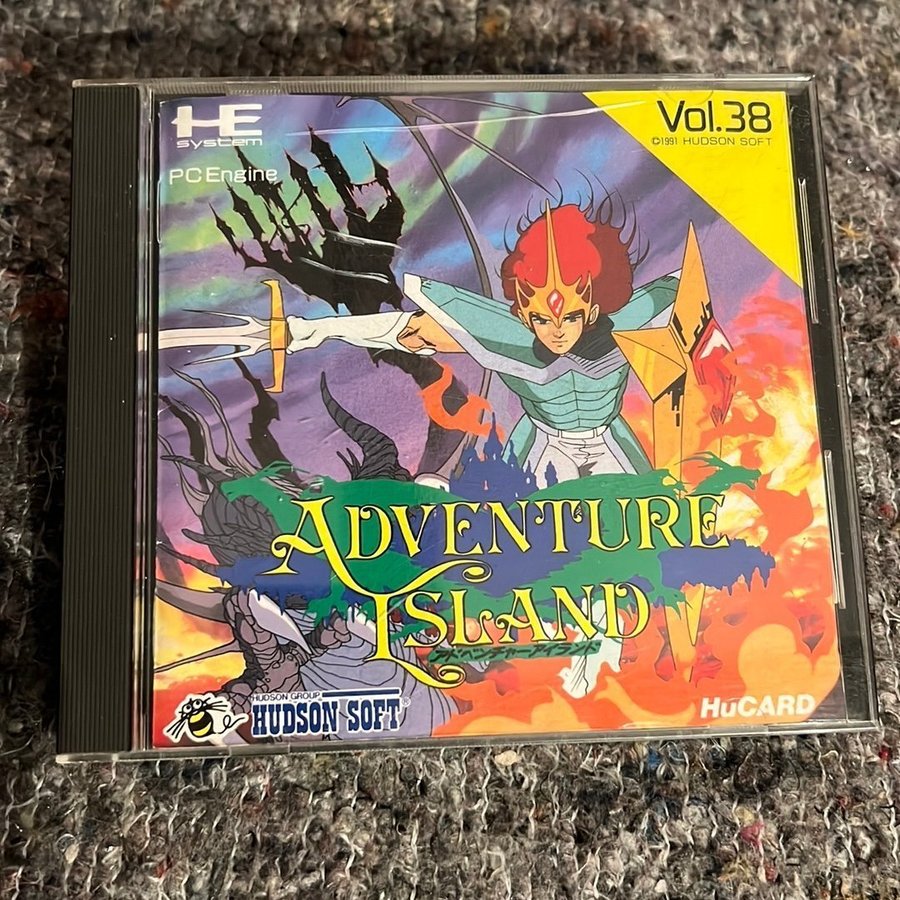 HE
system
PC Engine
Vol.38
©1991 HUDSON SOFT
ADVENTURE
ISLAND
アドベンチャーアイランド
HUDSON GROUP
HUDSON SOFT®
HuCARD